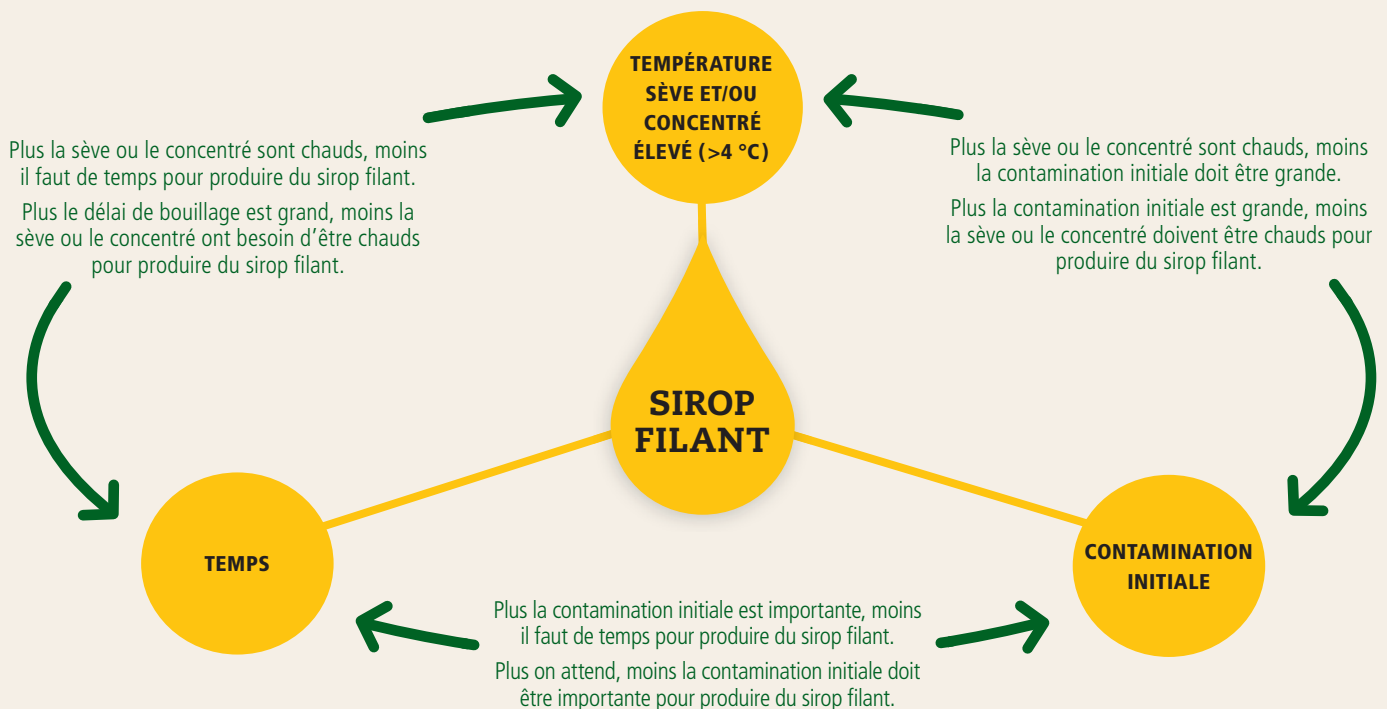 TEMPÉRATURE
SÈVE ET/OU
CONCENTRÉ
ÉLEVÉ (>4 °C)
Plus la sève ou le concentré sont chauds, moins
il faut de temps pour produire du sirop filant.
Plus le délai de bouillage est grand, moins la
sève ou le concentré ont besoin d’être chauds
pour produire du sirop filant.
Plus la sève ou le concentré sont chauds, moins
la contamination initiale doit être grande.
Plus la contamination initiale est grande, moins
la sève ou le concentré doivent être chauds pour
produire du sirop filant.
SIROP
FILANT
TEMPS
CONTAMINATION
INITIALE
Plus la contamination initiale est importante, moins
il faut de temps pour produire du sirop filant.
Plus on attend, moins la contamination initiale doit
être importante pour produire du sirop filant.